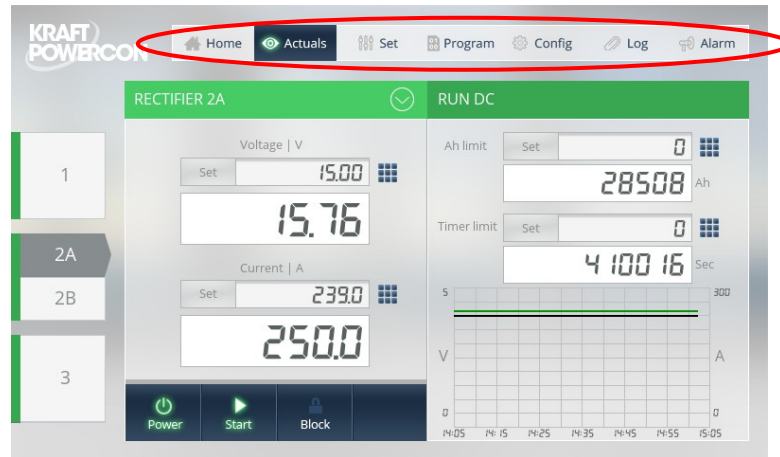 KRAFT
POWERCON
Home Actuals Set Program Config Log Alarm
RECTIFIER 2A
RUN DC
1
2A
2B
3
Voltage | V
Set 15.00
15.76
Current | A
Set 239.0
250.0
Power Start Block
Ah limit Set 0
28508 Ah
Timer limit Set 0
410016 Sec
5 300
V A
0 0
14:05 14:15 14:25 14:35 14:45 14:55 15:05